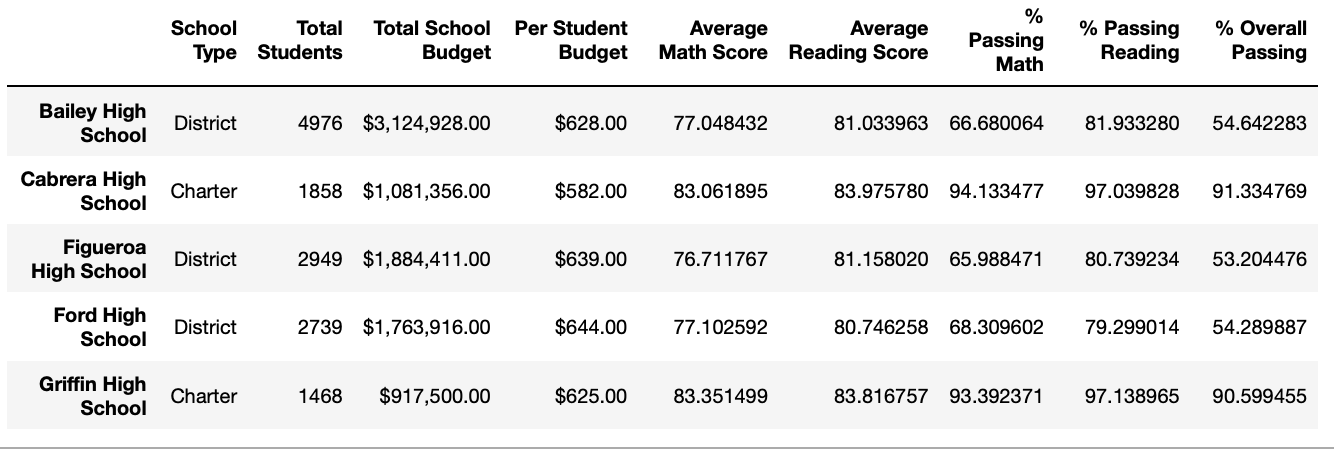 School Type Total Students Total School Budget Per Student Budget Average Math Score Average Reading Score % Passing Math % Passing Reading % Overall Passing
Bailey High School District 4976 $3,124,928.00 $628.00 77.048432 81.033963 66.680064 81.933280 54.642283
Cabrera High School Charter 1858 $1,081,356.00 $582.00 83.061895 83.975780 94.133477 97.039828 91.334769
Figueroa High School District 2949 $1,884,411.00 $639.00 76.711767 81.158020 65.988471 80.739234 53.204476
Ford High School District 2739 $1,763,916.00 $644.00 77.102592 80.746258 68.309602 79.299014 54.289887
Griffin High School Charter 1468 $917,500.00 $625.00 83.351499 83.816757 93.392371 97.138965 90.599455